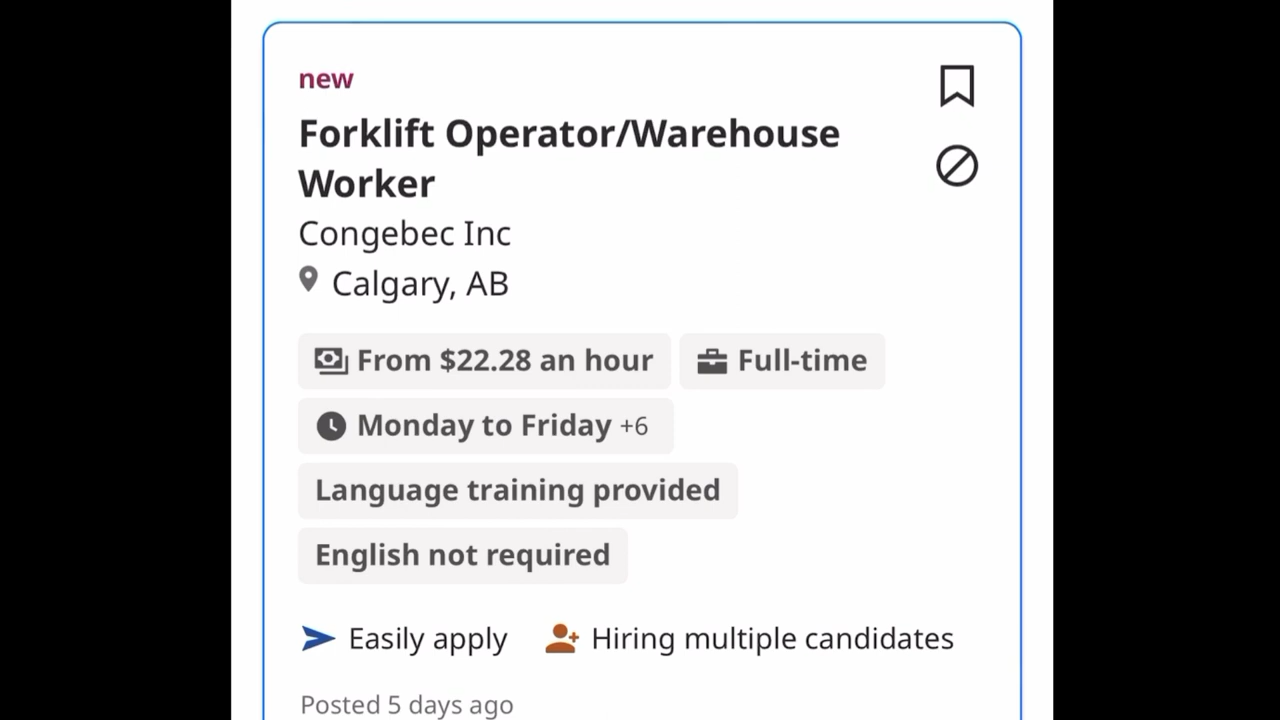 new
Forklift Operator/Warehouse
Worker
Congebec Inc
Calgary, AB
From $22.28 an hour Full-time
Monday to Friday +6
Language training provided
English not required
Easily apply Hiring multiple candidates
Posted 5 days ago